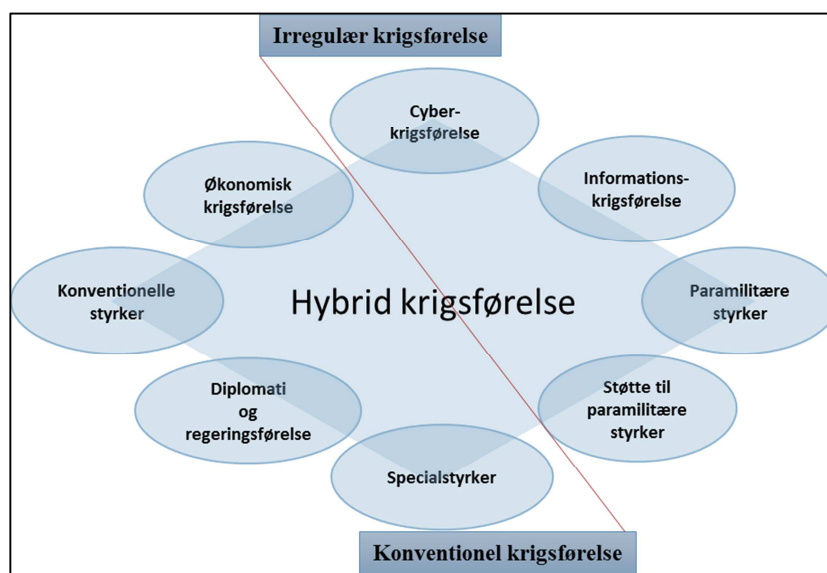 Irregulær krigsførelse
Cyber-
krigsførelse
Økonomisk
krigsførelse
Informations-
krigsførelse
Konventionelle
styrker
Hybrid krigsførelse
Paramilitære
styrker
Diplomati
og
regeringsførelse
Støtte til
paramilitære
styrker
Specialstyrker
Konventionel krigsførelse